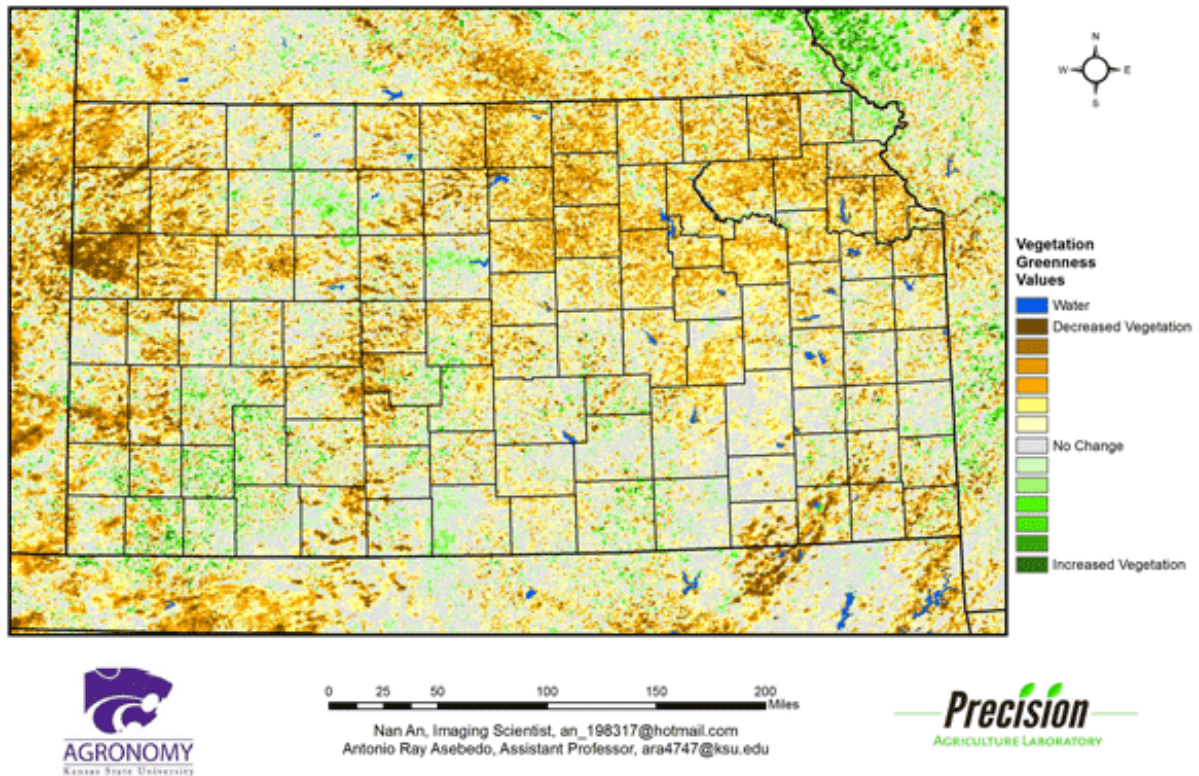 N
W E
S
Vegetation
Greenness
Values
Water
Decreased Vegetation
No Change
Increased Vegetation
0 25 50 100 150 200
Miles
Nan An, Imaging Scientist, an_198317@hotmail.com
Antonio Ray Asebedo, Assistant Professor, ara4747@ksu.edu
AGRONOMY
Kansas State University
Precision
AGRICULTURE LABORATORY